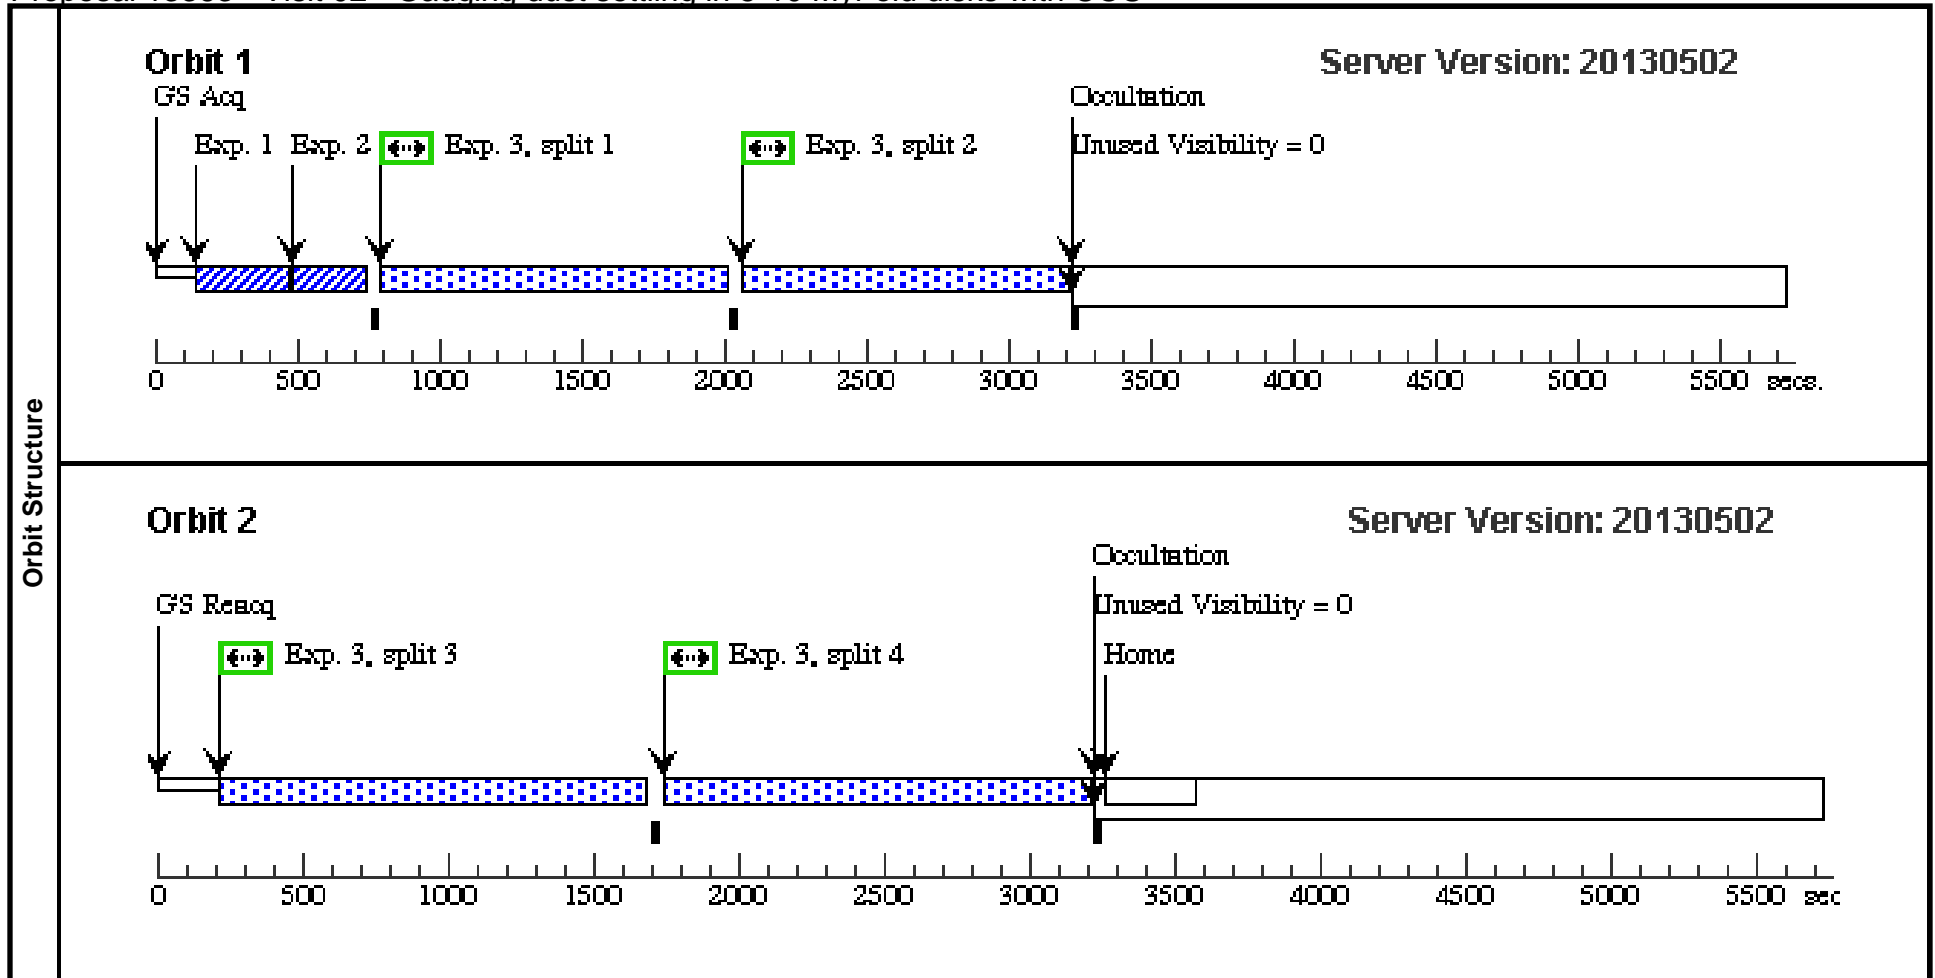 Orbit Structure
Orbit 1
Server Version: 20130502
GS Acq
Occultation
Exp. 1
Exp. 2
Exp. 3, split 1
Exp. 3, split 2
Unused Visibility = 0
0 500 1000 1500 2000 2500 3000 3500 4000 4500 5000 5500 secs.
Orbit 2
Server Version: 20130502
Occultation
GS Reacq
Unused Visibility = 0
Exp. 3, split 3
Exp. 3, split 4
Home
0 500 1000 1500 2000 2500 3000 3500 4000 4500 5000 5500 sec